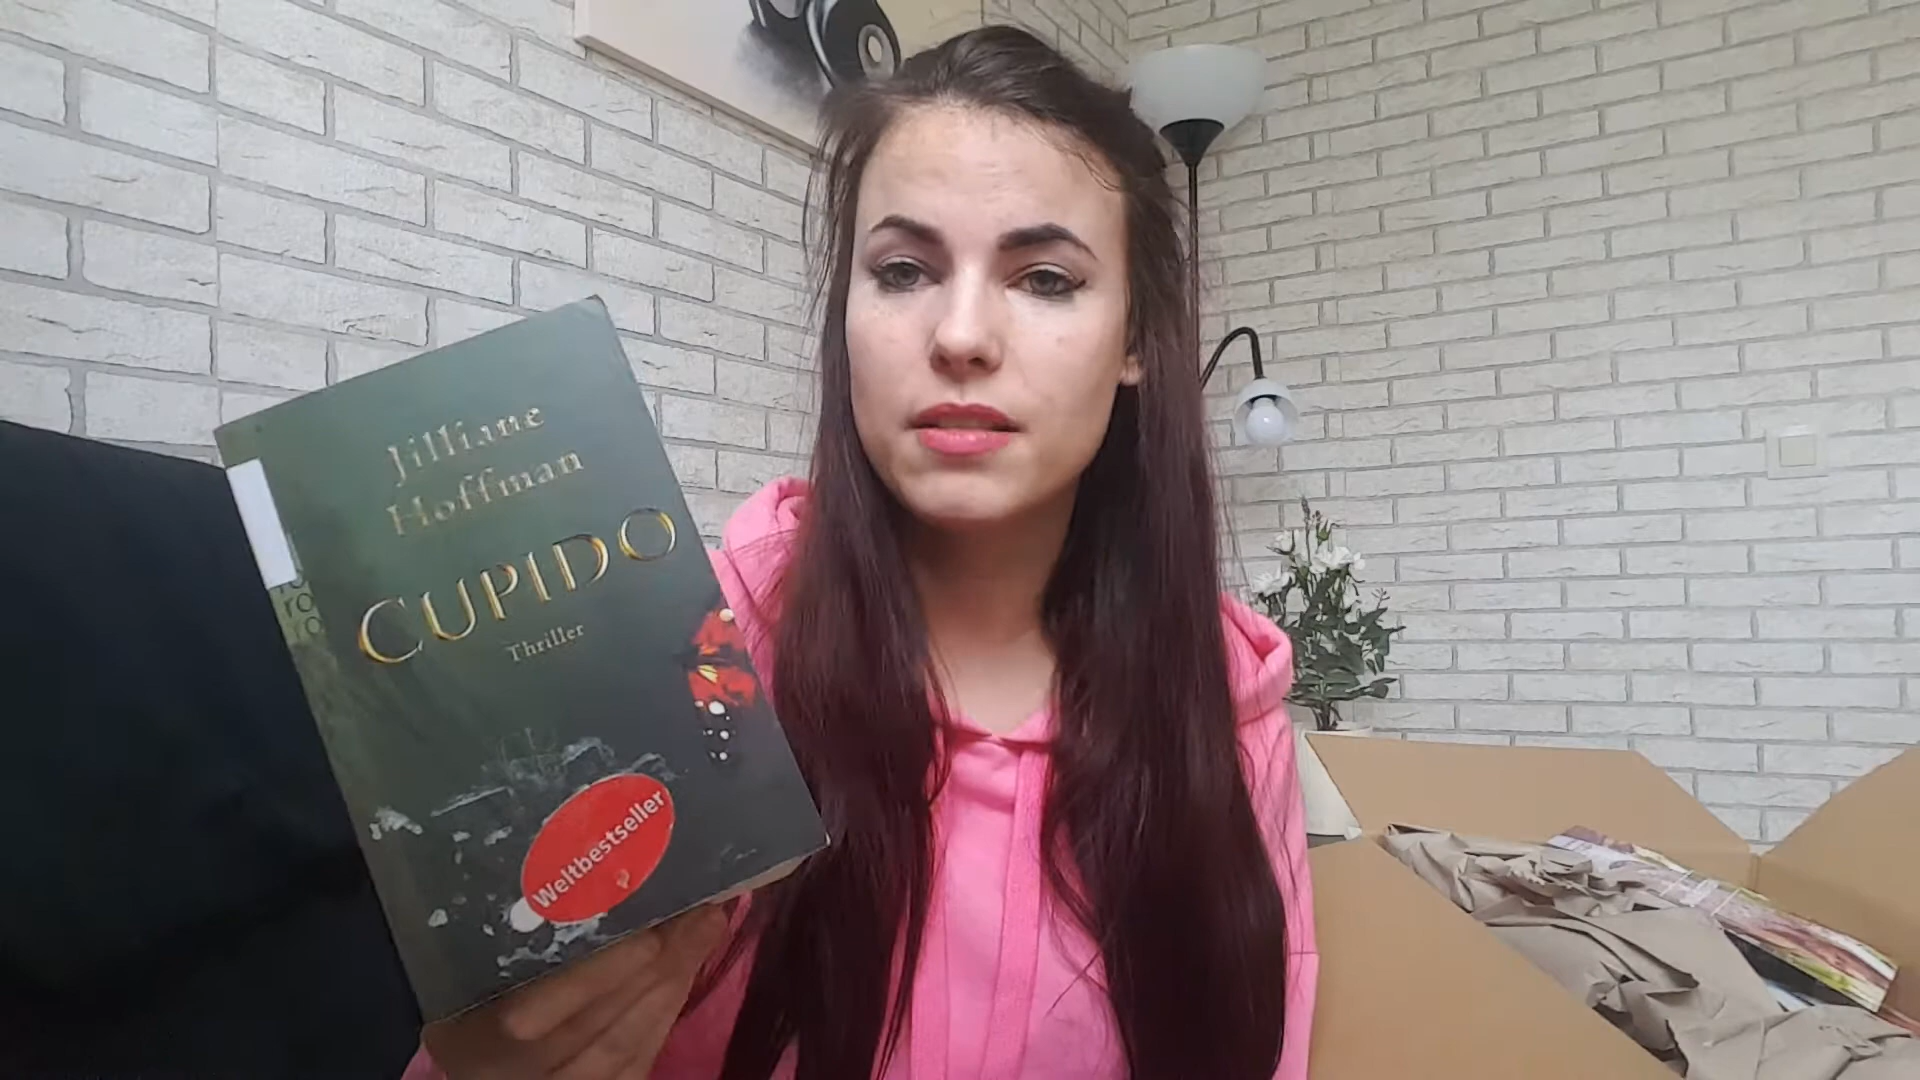 Jilliane
Hoffman
CUPIDO
Thriller
Weltbestseller